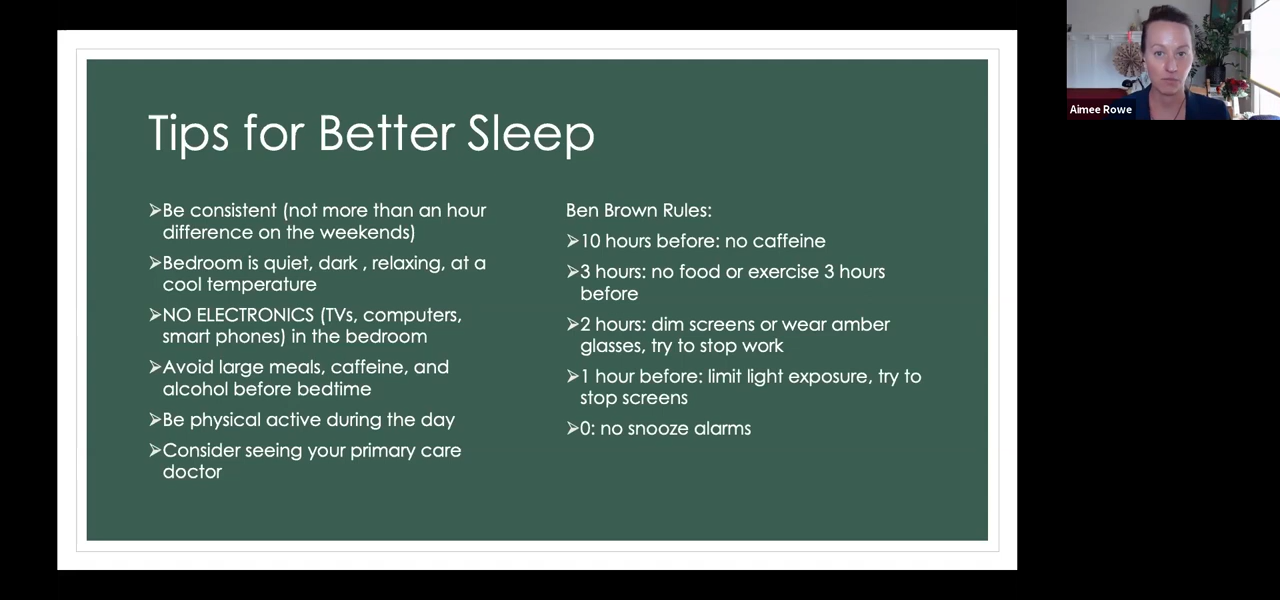 Tips for Better Sleep
➢Be consistent (not more than an hour
difference on the weekends)
➢Bedroom is quiet, dark , relaxing, at a
cool temperature
➢NO ELECTRONICS (TVs, computers,
smart phones) in the bedroom
➢Avoid large meals, caffeine, and
alcohol before bedtime
➢Be physical active during the day
➢Consider seeing your primary care
doctor
Ben Brown Rules:
➢10 hours before: no caffeine
➢3 hours: no food or exercise 3 hours
before
➢2 hours: dim screens or wear amber
glasses, try to stop work
➢1 hour before: limit light exposure, try to
stop screens
➢0: no snooze alarms
Aimee Rowe